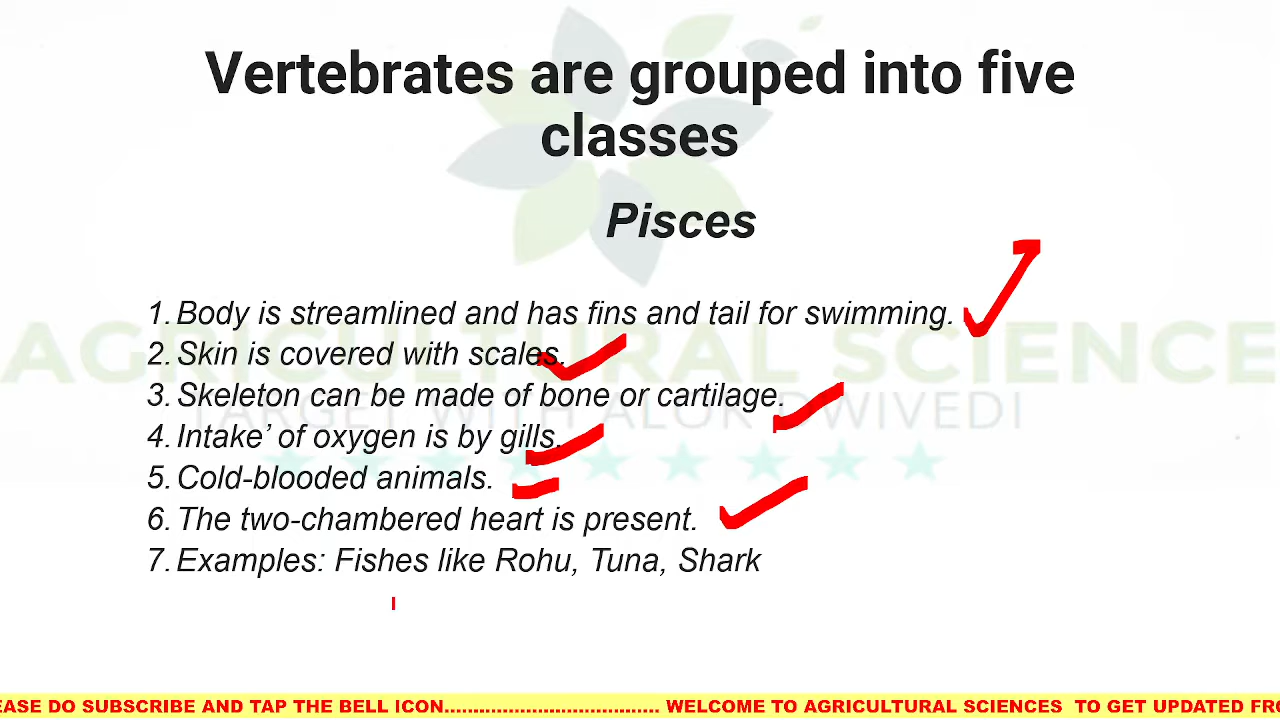 Vertebrates are grouped into five
classes
Pisces
1. Body is streamlined and has fins and tail for swimming.
2. Skin is covered with scales.
3. Skeleton can be made of bone or cartilage.
4. Intake’ of oxygen is by gills.
5. Cold-blooded animals.
6. The two-chambered heart is present.
7. Examples: Fishes like Rohu, Tuna, Shark
AGRICULTURAL SCIENCE
TARGET WITH ALOK DWIVEDI
EASE DO SUBSCRIBE AND TAP THE BELL ICON..................................... WELCOME TO AGRICULTURAL SCIENCES TO GET UPDATED FRO